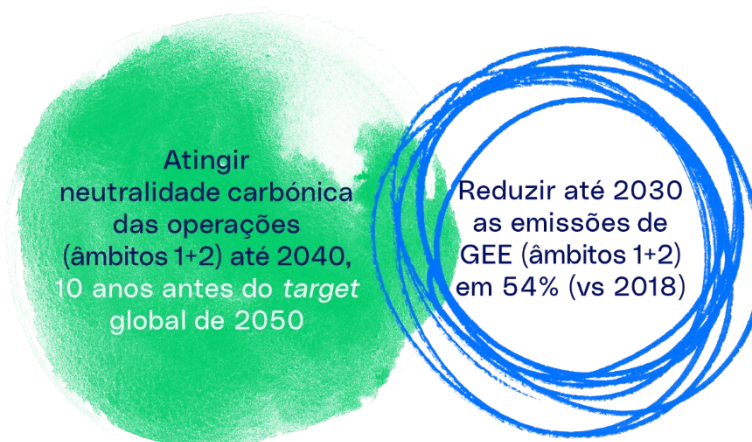 Atingir
neutralidade carbónica
das operações
(âmbitos 1+2) até 2040,
10 anos antes do target
global de 2050
Reduzir até 2030
as emissões de
GEE (âmbitos 1+2)
em 54% (vs 2018)